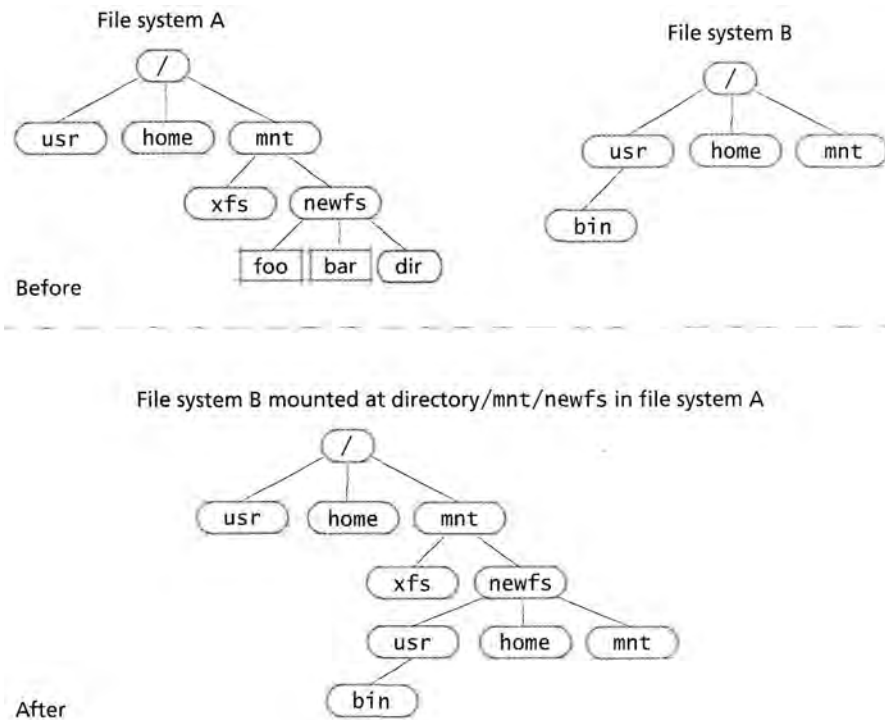 File system A
File system B
/
/
usr home mnt
usr home mnt
xfs newfs
bin
foo bar dir
Before
File system B mounted at directory/mnt/newfs in file system A
/
usr home mnt
xfs newfs
usr home mnt
bin
After